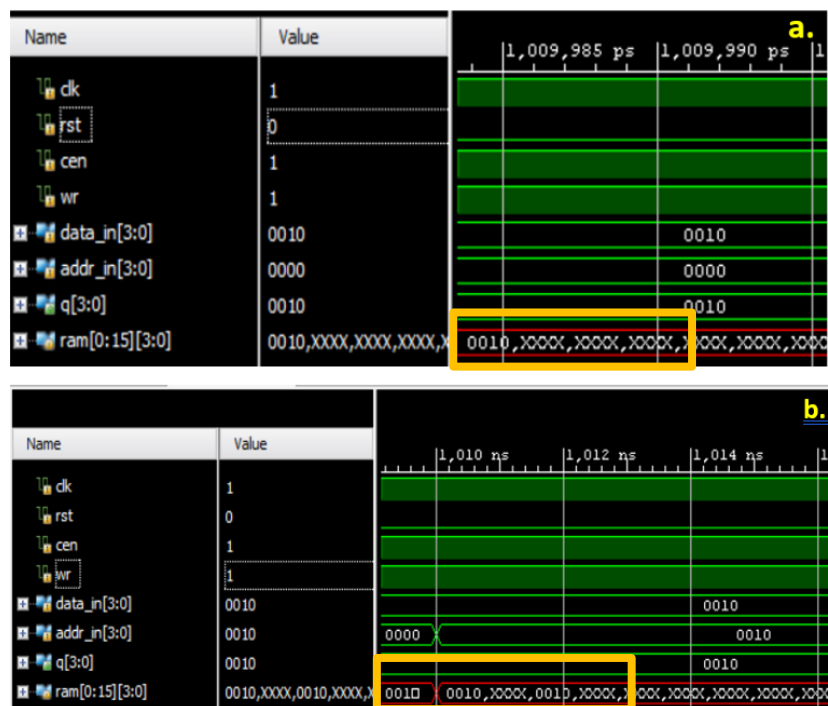 a.
Name Value
1,009,985 ps 1,009,990 ps 1
clk 1
rst 0
cen 1
wr 1
data_in[3:0] 0010 0010
addr_in[3:0] 0000 0000
q[3:0] 0010 0010
ram[0:15][3:0] 0010,XXXX,XXXX,XXXX,X 0010,XXXX,XXXX,XXXX,XXXX,XXXX,XXX
b.
Name Value
1,010 ns 1,012 ns 1,014 ns 1
clk 1
rst 0
cen 1
wr 1
data_in[3:0] 0010 0010
addr_in[3:0] 0010 0000 0010
q[3:0] 0010 0010
ram[0:15][3:0] 0010,XXXX,0010,XXXX,X 001□ 0010,XXXX,0010,XXXX,XXXX,XXXX,XXXX,XXX